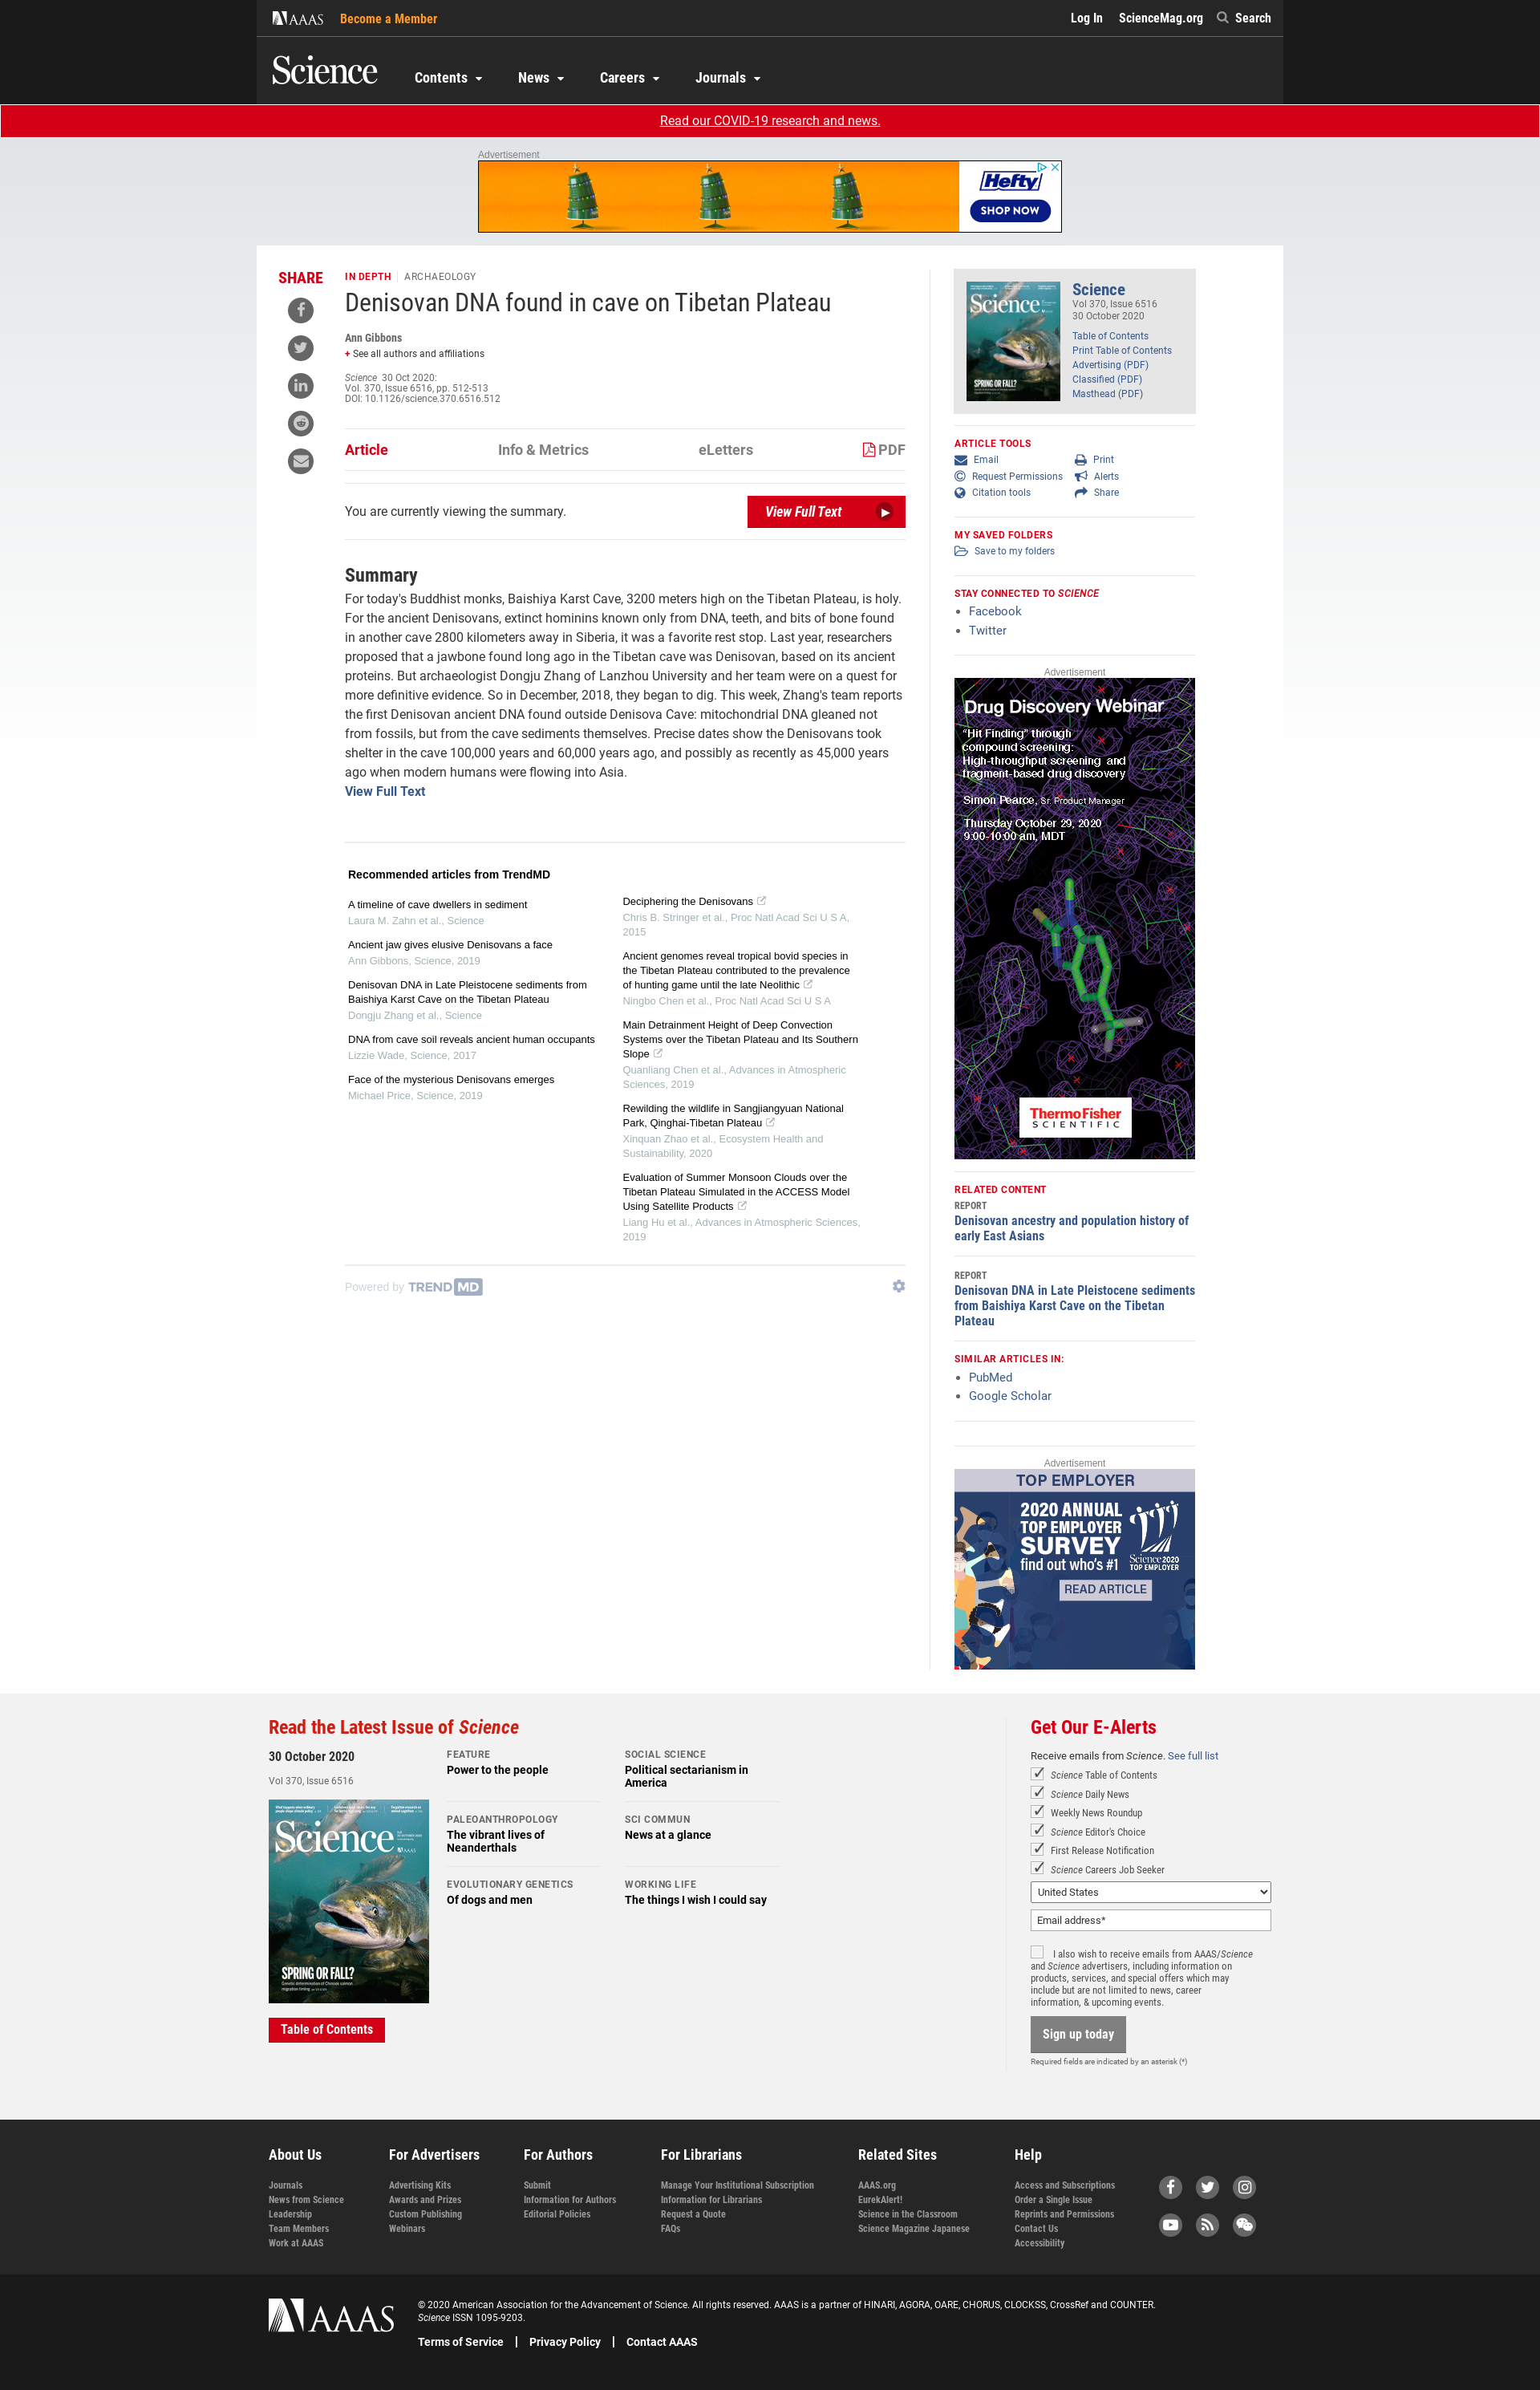 AAAS
Become a Member
Log In
ScienceMag.org
Search
Science
Contents
News
Careers
Journals
Read our COVID-19 research and news.
Advertisement
Hefty
SHOP NOW
SHARE
IN DEPTH
ARCHAEOLOGY
Denisovan DNA found in cave on Tibetan Plateau
Ann Gibbons
+ See all authors and affiliations
Science 30 Oct 2020:
Vol. 370, Issue 6516, pp. 512-513
DOI: 10.1126/science.370.6516.512
Article
Info & Metrics
eLetters
PDF
You are currently viewing the summary.
View Full Text
Summary
For today's Buddhist monks, Baishiya Karst Cave, 3200 meters high on the Tibetan Plateau, is holy.
For the ancient Denisovans, extinct hominins known only from DNA, teeth, and bits of bone found
in another cave 2800 kilometers away in Siberia, it was a favorite rest stop. Last year, researchers
proposed that a jawbone found long ago in the Tibetan cave was Denisovan, based on its ancient
proteins. But archaeologist Dongju Zhang of Lanzhou University and her team were on a quest for
more definitive evidence. So in December, 2018, they began to dig. This week, Zhang's team reports
the first Denisovan ancient DNA found outside Denisova Cave: mitochondrial DNA gleaned not
from fossils, but from the cave sediments themselves. Precise dates show the Denisovans took
shelter in the cave 100,000 years and 60,000 years ago, and possibly as recently as 45,000 years
ago when modern humans were flowing into Asia.
View Full Text
Recommended articles from TrendMD
A timeline of cave dwellers in sediment
Laura M. Zahn et al., Science
Ancient jaw gives elusive Denisovans a face
Ann Gibbons, Science, 2019
Denisovan DNA in Late Pleistocene sediments from
Baishiya Karst Cave on the Tibetan Plateau
Dongju Zhang et al., Science
DNA from cave soil reveals ancient human occupants
Lizzie Wade, Science, 2017
Face of the mysterious Denisovans emerges
Michael Price, Science, 2019
Deciphering the Denisovans
Chris B. Stringer et al., Proc Natl Acad Sci U S A,
2015
Ancient genomes reveal tropical bovid species in
the Tibetan Plateau contributed to the prevalence
of hunting game until the late Neolithic
Ningbo Chen et al., Proc Natl Acad Sci U S A
Main Detrainment Height of Deep Convection
Systems over the Tibetan Plateau and Its Southern
Slope
Quanliang Chen et al., Advances in Atmospheric
Sciences, 2019
Rewilding the wildlife in Sangjiangyuan National
Park, Qinghai-Tibetan Plateau
Xinquan Zhao et al., Ecosystem Health and
Sustainability, 2020
Evaluation of Summer Monsoon Clouds over the
Tibetan Plateau Simulated in the ACCESS Model
Using Satellite Products
Liang Hu et al., Advances in Atmospheric Sciences,
2019
Powered by TREND MD
Science
SPRING OR FALL?
Science
Vol 370, Issue 6516
30 October 2020
Table of Contents
Print Table of Contents
Advertising (PDF)
Classified (PDF)
Masthead (PDF)
ARTICLE TOOLS
Email
Print
Request Permissions
Alerts
Citation tools
Share
MY SAVED FOLDERS
Save to my folders
STAY CONNECTED TO SCIENCE
Facebook
Twitter
Advertisement
Drug Discovery Webinar
“Hit Finding” through
compound screening:
High-throughput screening and
fragment-based drug discovery
Simon Pearce, Sr. Product Manager
Thursday October 29, 2020
9:00-10:00 am, MDT
ThermoFisher
SCIENTIFIC
RELATED CONTENT
REPORT
Denisovan ancestry and population history of
early East Asians
REPORT
Denisovan DNA in Late Pleistocene sediments
from Baishiya Karst Cave on the Tibetan
Plateau
SIMILAR ARTICLES IN:
PubMed
Google Scholar
Advertisement
TOP EMPLOYER
2020 ANNUAL
TOP EMPLOYER
SURVEY
find out who's #1
Science 2020
TOP EMPLOYER
READ ARTICLE
Read the Latest Issue of Science
30 October 2020
Vol 370, Issue 6516
Science
AAAS
SPRING OR FALL?
Genetic determination of Chinook salmon
migration timing
Table of Contents
FEATURE
Power to the people
SOCIAL SCIENCE
Political sectarianism in
America
PALEOANTHROPOLOGY
The vibrant lives of
Neanderthals
SCI COMMUN
News at a glance
EVOLUTIONARY GENETICS
Of dogs and men
WORKING LIFE
The things I wish I could say
Get Our E-Alerts
Receive emails from Science. See full list
Science Table of Contents
Science Daily News
Weekly News Roundup
Science Editor's Choice
First Release Notification
Science Careers Job Seeker
United States
Email address*
I also wish to receive emails from AAAS/Science
and Science advertisers, including information on
products, services, and special offers which may
include but are not limited to news, career
information, & upcoming events.
Sign up today
Required fields are indicated by an asterisk (*)
About Us
Journals
News from Science
Leadership
Team Members
Work at AAAS
For Advertisers
Advertising Kits
Awards and Prizes
Custom Publishing
Webinars
For Authors
Submit
Information for Authors
Editorial Policies
For Librarians
Manage Your Institutional Subscription
Information for Librarians
Request a Quote
FAQs
Related Sites
AAAS.org
EurekAlert!
Science in the Classroom
Science Magazine Japanese
Help
Access and Subscriptions
Order a Single Issue
Reprints and Permissions
Contact Us
Accessibility
AAAS
© 2020 American Association for the Advancement of Science. All rights reserved. AAAS is a partner of HINARI, AGORA, OARE, CHORUS, CLOCKSS, CrossRef and COUNTER.
Science ISSN 1095-9203.
Terms of Service | Privacy Policy | Contact AAAS